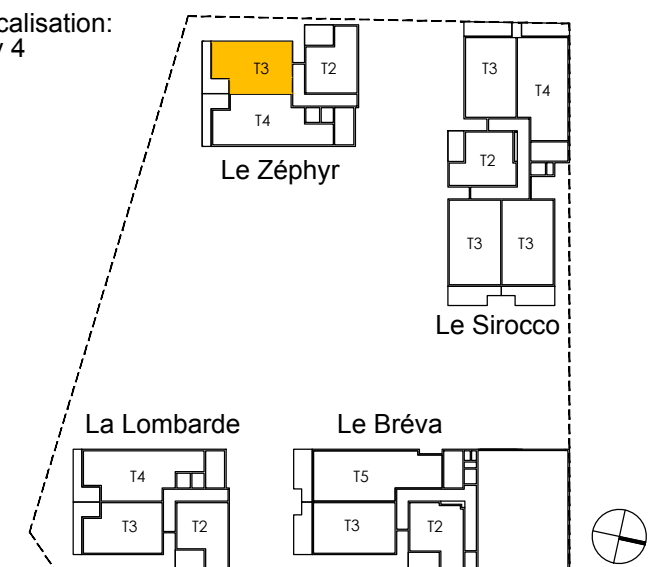 calisation:
4
T3
T2
T4
Le Zéphyr
T3
T4
T2
T3
T3
Le Sirocco
La Lombarde
Le Bréva
T4
T3
T2
T5
T3
T2